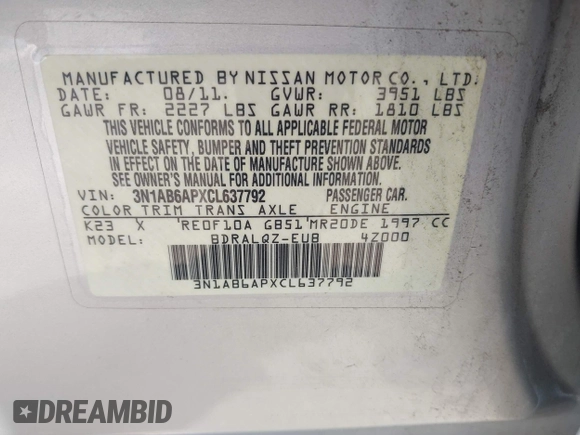 MANUFACTURED BY NISSAN MOTOR CO., LTD.
DATE: 08/11. GVWR: 3951 LBS
GAWR FR: 2227 LBS GAWR RR: 1810 LBS
THIS VEHICLE CONFORMS TO ALL APPLICABLE FEDERAL MOTOR
VEHICLE SAFETY, BUMPER AND THEFT PREVENTION STANDARDS
IN EFFECT ON THE DATE OF MANUFACTURE SHOWN ABOVE.
SEE OWNER'S MANUAL AND ADDITIONAL INFORMATION.
VIN: 3N1AB6APXCL637792 PASSENGER CAR.
COLOR TRIM TRANS AXLE ENGINE
K23 X RE0F10A GB51 MR20DE 1997 CC
MODEL: BDRALQZ-EUB 4Z000
3N1AB6APXCL637792
DREAMBID